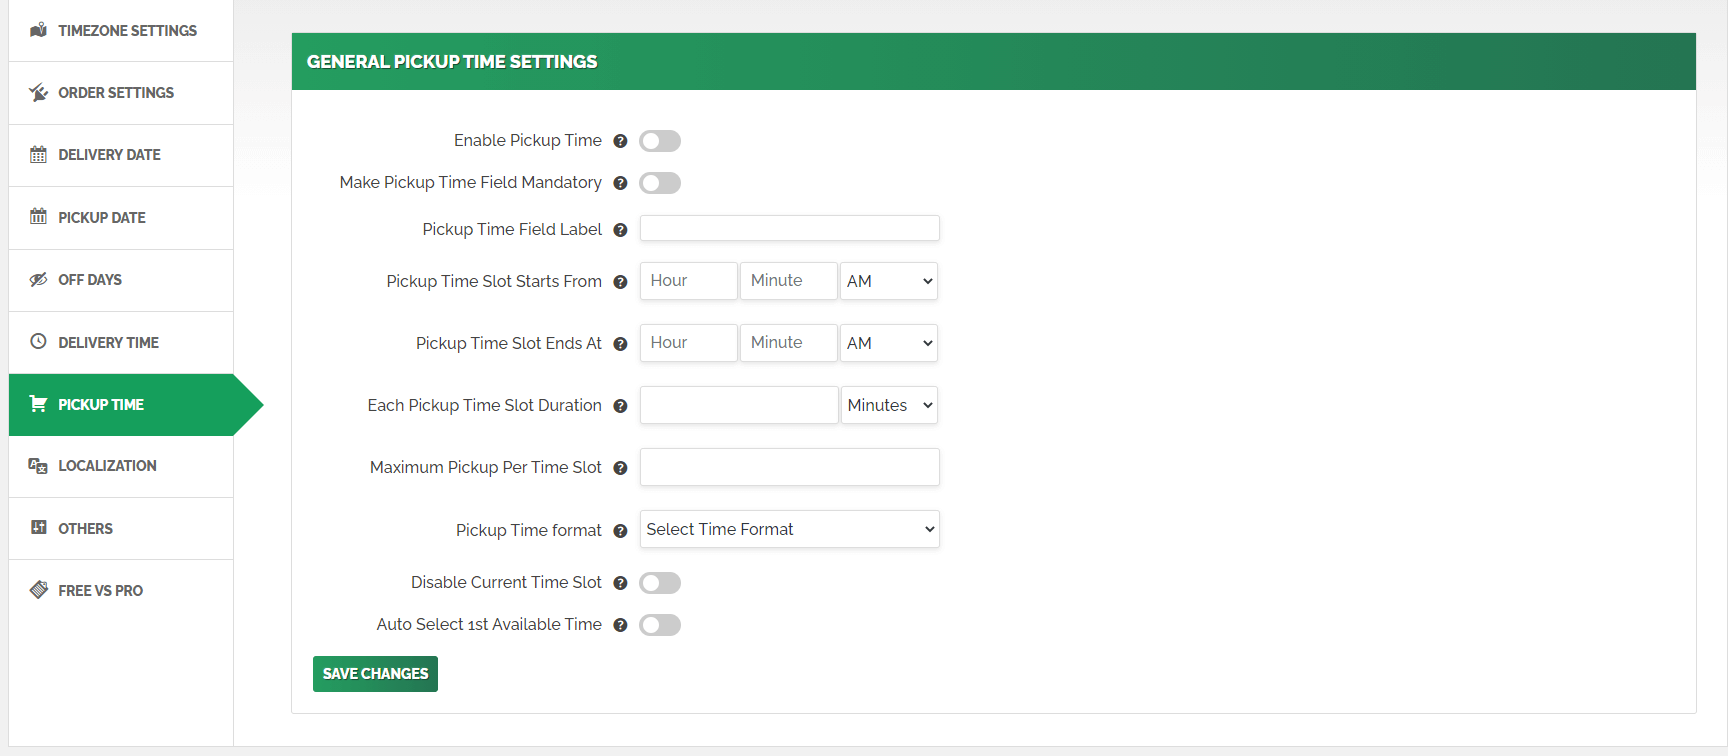 TIMEZONE SETTINGS
ORDER SETTINGS
DELIVERY DATE
PICKUP DATE
OFF DAYS
DELIVERY TIME
PICKUP TIME
LOCALIZATION
OTHERS
FREE VS PRO
GENERAL PICKUP TIME SETTINGS
Enable Pickup Time ?
Make Pickup Time Field Mandatory ?
Pickup Time Field Label ?
Pickup Time Slot Starts From ? Hour Minute AM
Pickup Time Slot Ends At ? Hour Minute AM
Each Pickup Time Slot Duration ? Minutes
Maximum Pickup Per Time Slot ?
Pickup Time format ? Select Time Format
Disable Current Time Slot ?
Auto Select 1st Available Time ?
SAVE CHANGES